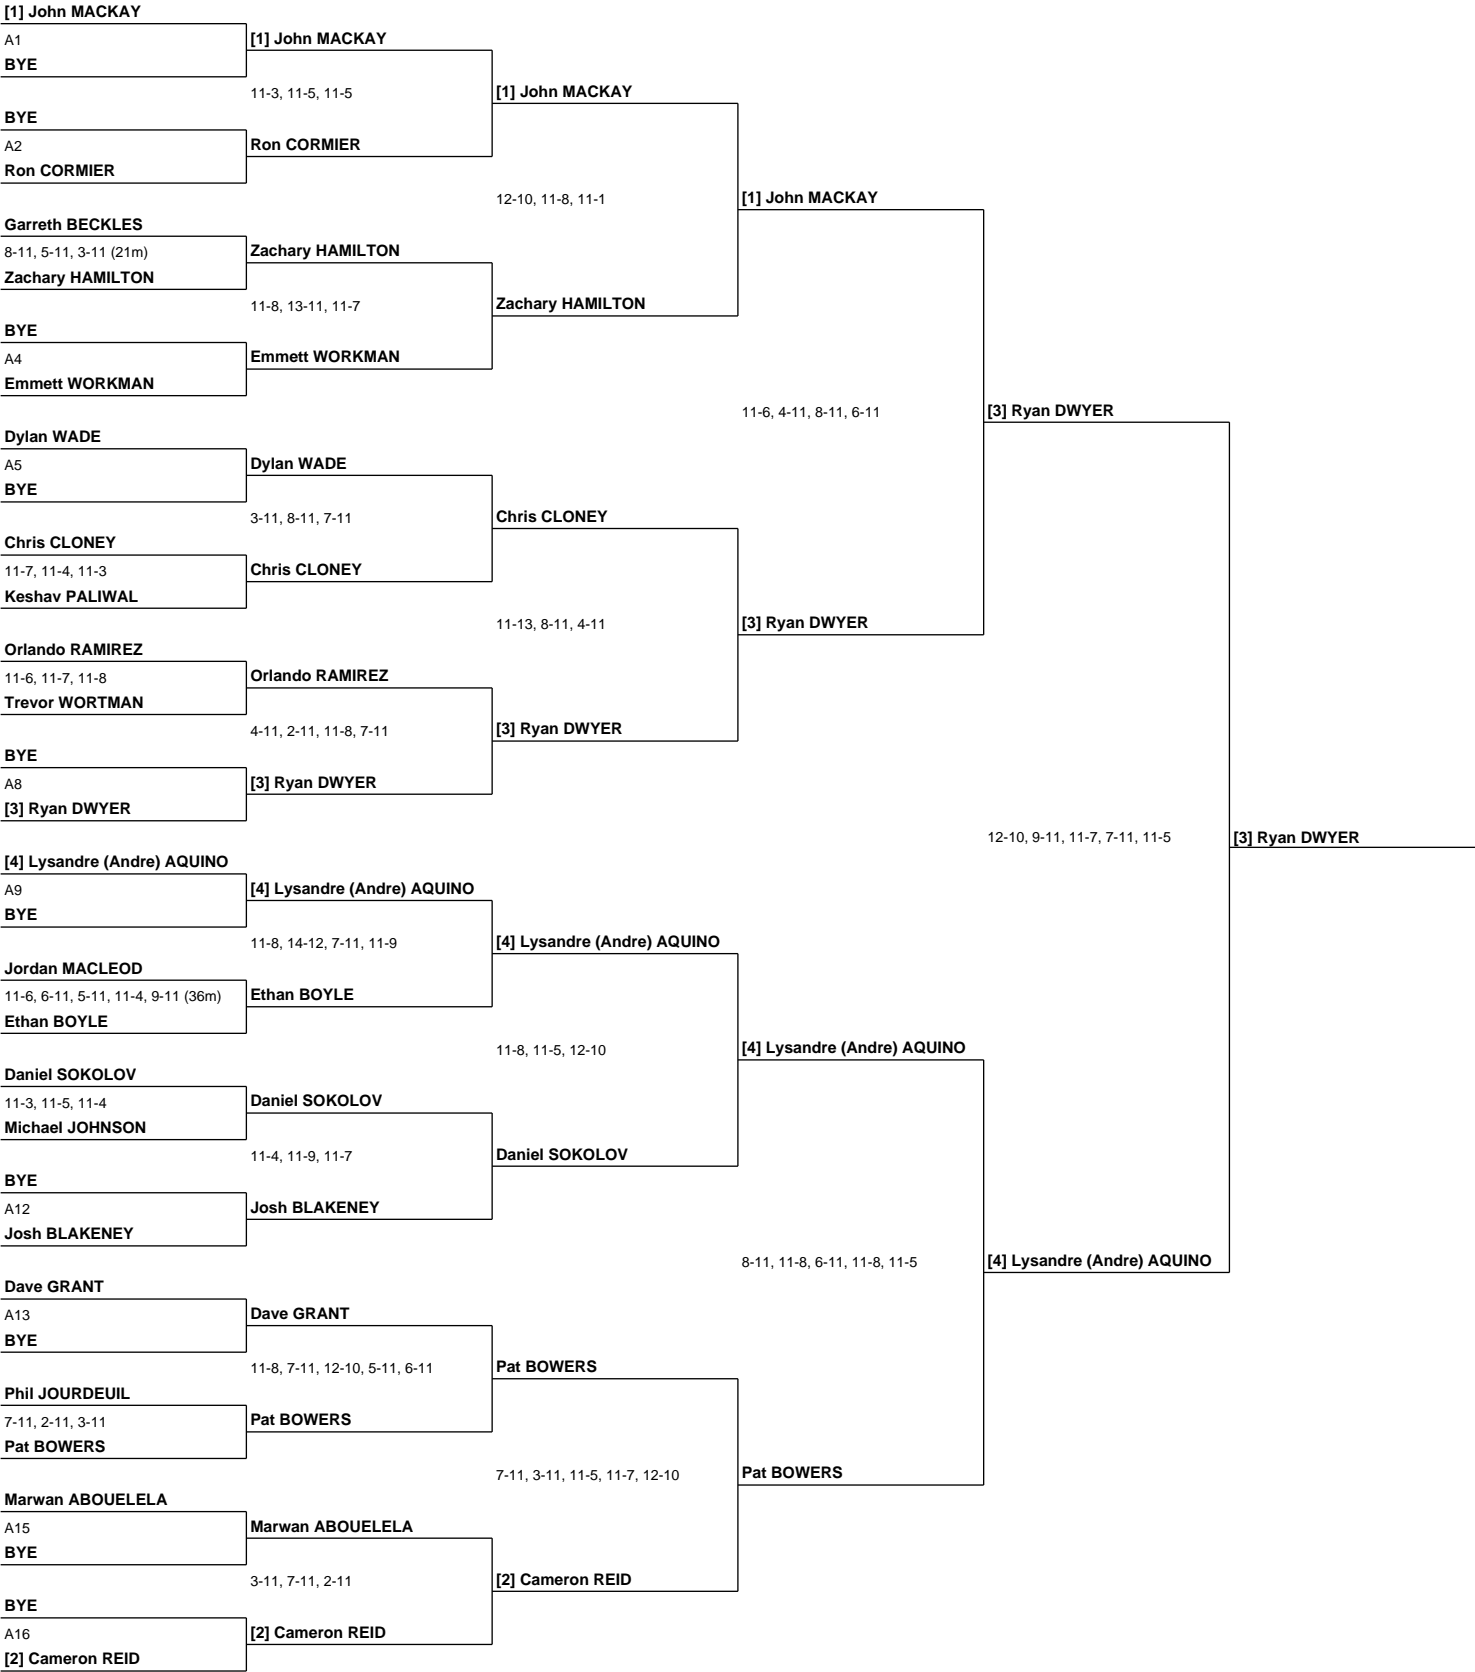 [1] John MACKAY
A1
BYE
BYE
A2
Ron CORMIER
Garreth BECKLES
8-11, 5-11, 3-11 (21m)
Zachary HAMILTON
BYE
A4
Emmett WORKMAN
Dylan WADE
A5
BYE
Chris CLONEY
11-7, 11-4, 11-3
Keshav PALIWAL
Orlando RAMIREZ
11-6, 11-7, 11-8
Trevor WORTMAN
BYE
A8
[3] Ryan DWYER
[4] Lysandre (Andre) AQUINO
A9
BYE
Jordan MACLEOD
11-6, 6-11, 5-11, 11-4, 9-11 (36m)
Ethan BOYLE
Daniel SOKOLOV
11-3, 11-5, 11-4
Michael JOHNSON
BYE
A12
Josh BLAKENEY
Dave GRANT
A13
BYE
Phil JOURDEUIL
7-11, 2-11, 3-11
Pat BOWERS
Marwan ABOUELELA
A15
BYE
BYE
A16
[2] Cameron REID
[1] John MACKAY
11-3, 11-5, 11-5
Ron CORMIER
Zachary HAMILTON
11-8, 13-11, 11-7
Emmett WORKMAN
Dylan WADE
3-11, 8-11, 7-11
Chris CLONEY
Orlando RAMIREZ
4-11, 2-11, 11-8, 7-11
[3] Ryan DWYER
[4] Lysandre (Andre) AQUINO
11-8, 14-12, 7-11, 11-9
Ethan BOYLE
Daniel SOKOLOV
11-4, 11-9, 11-7
Josh BLAKENEY
Dave GRANT
11-8, 7-11, 12-10, 5-11, 6-11
Pat BOWERS
Marwan ABOUELELA
3-11, 7-11, 2-11
[2] Cameron REID
[1] John MACKAY
12-10, 11-8, 11-1
Zachary HAMILTON
Chris CLONEY
11-13, 8-11, 4-11
[3] Ryan DWYER
[4] Lysandre (Andre) AQUINO
11-8, 11-5, 12-10
Daniel SOKOLOV
Pat BOWERS
7-11, 3-11, 11-5, 11-7, 12-10
[2] Cameron REID
[1] John MACKAY
11-6, 4-11, 8-11, 6-11
[3] Ryan DWYER
[4] Lysandre (Andre) AQUINO
8-11, 11-8, 6-11, 11-8, 11-5
Pat BOWERS
[3] Ryan DWYER
12-10, 9-11, 11-7, 7-11, 11-5
[4] Lysandre (Andre) AQUINO
[3] Ryan DWYER